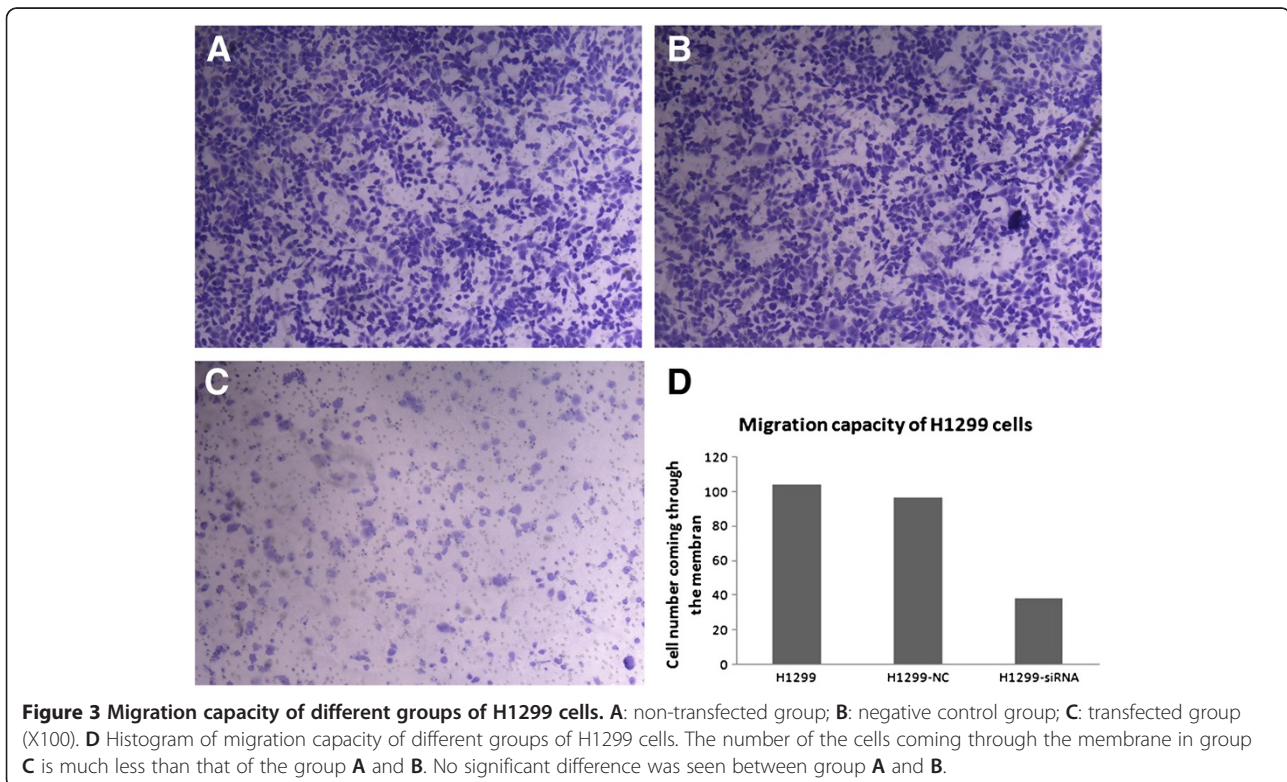 A
B
C
D
Migration capacity of H1299 cells
Cell number coming through
the membran
120
100
80
60
40
20
0
H1299
H1299-NC
H1299-siRNA
Figure 3 Migration capacity of different groups of H1299 cells. A: non-transfected group; B: negative control group; C: transfected group
(X100). D Histogram of migration capacity of different groups of H1299 cells. The number of the cells coming through the membrane in group
C is much less than that of the group A and B. No significant difference was seen between group A and B.